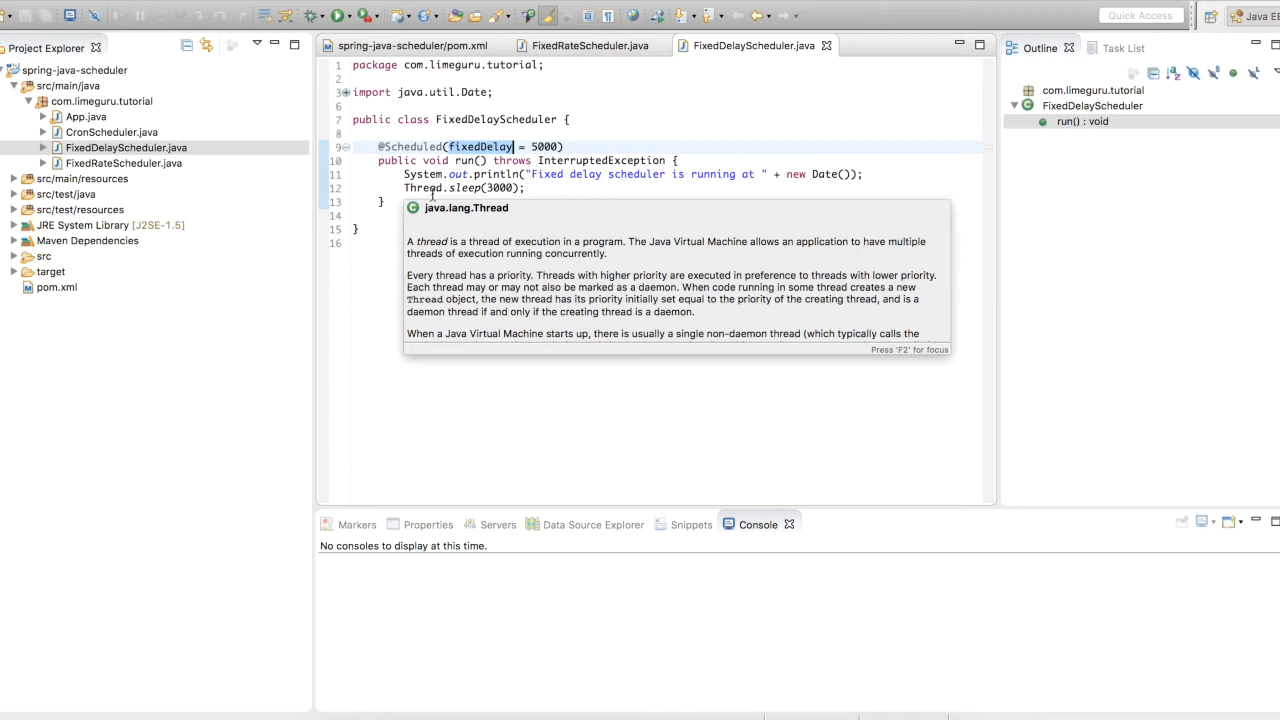 Quick Access
Java EE
Project Explorer
spring-java-scheduler
src/main/java
com.limeguru.tutorial
App.java
CronScheduler.java
FixedDelayScheduler.java
FixedRateScheduler.java
src/main/resources
src/test/java
src/test/resources
JRE System Library [J2SE-1.5]
Maven Dependencies
src
target
pom.xml
spring-java-scheduler/pom.xml
FixedRateScheduler.java
FixedDelayScheduler.java
1 package com.limeguru.tutorial;
2
3 import java.util.Date;
6
7 public class FixedDelayScheduler {
8
9 @Scheduled(fixedDelay = 5000)
10 public void run() throws InterruptedException {
11 System.out.println("Fixed delay scheduler is running at " + new Date());
12 Thread.sleep(3000);
13 }
14
15 }
16
java.lang.Thread
A thread is a thread of execution in a program. The Java Virtual Machine allows an application to have multiple
threads of execution running concurrently.
Every thread has a priority. Threads with higher priority are executed in preference to threads with lower priority.
Each thread may or may not also be marked as a daemon. When code running in some thread creates a new
Thread object, the new thread has its priority initially set equal to the priority of the creating thread, and is a
daemon thread if and only if the creating thread is a daemon.
When a Java Virtual Machine starts up, there is usually a single non-daemon thread (which typically calls the
Press 'F2' for focus
Outline
Task List
com.limeguru.tutorial
FixedDelayScheduler
run() : void
Markers
Properties
Servers
Data Source Explorer
Snippets
Console
No consoles to display at this time.